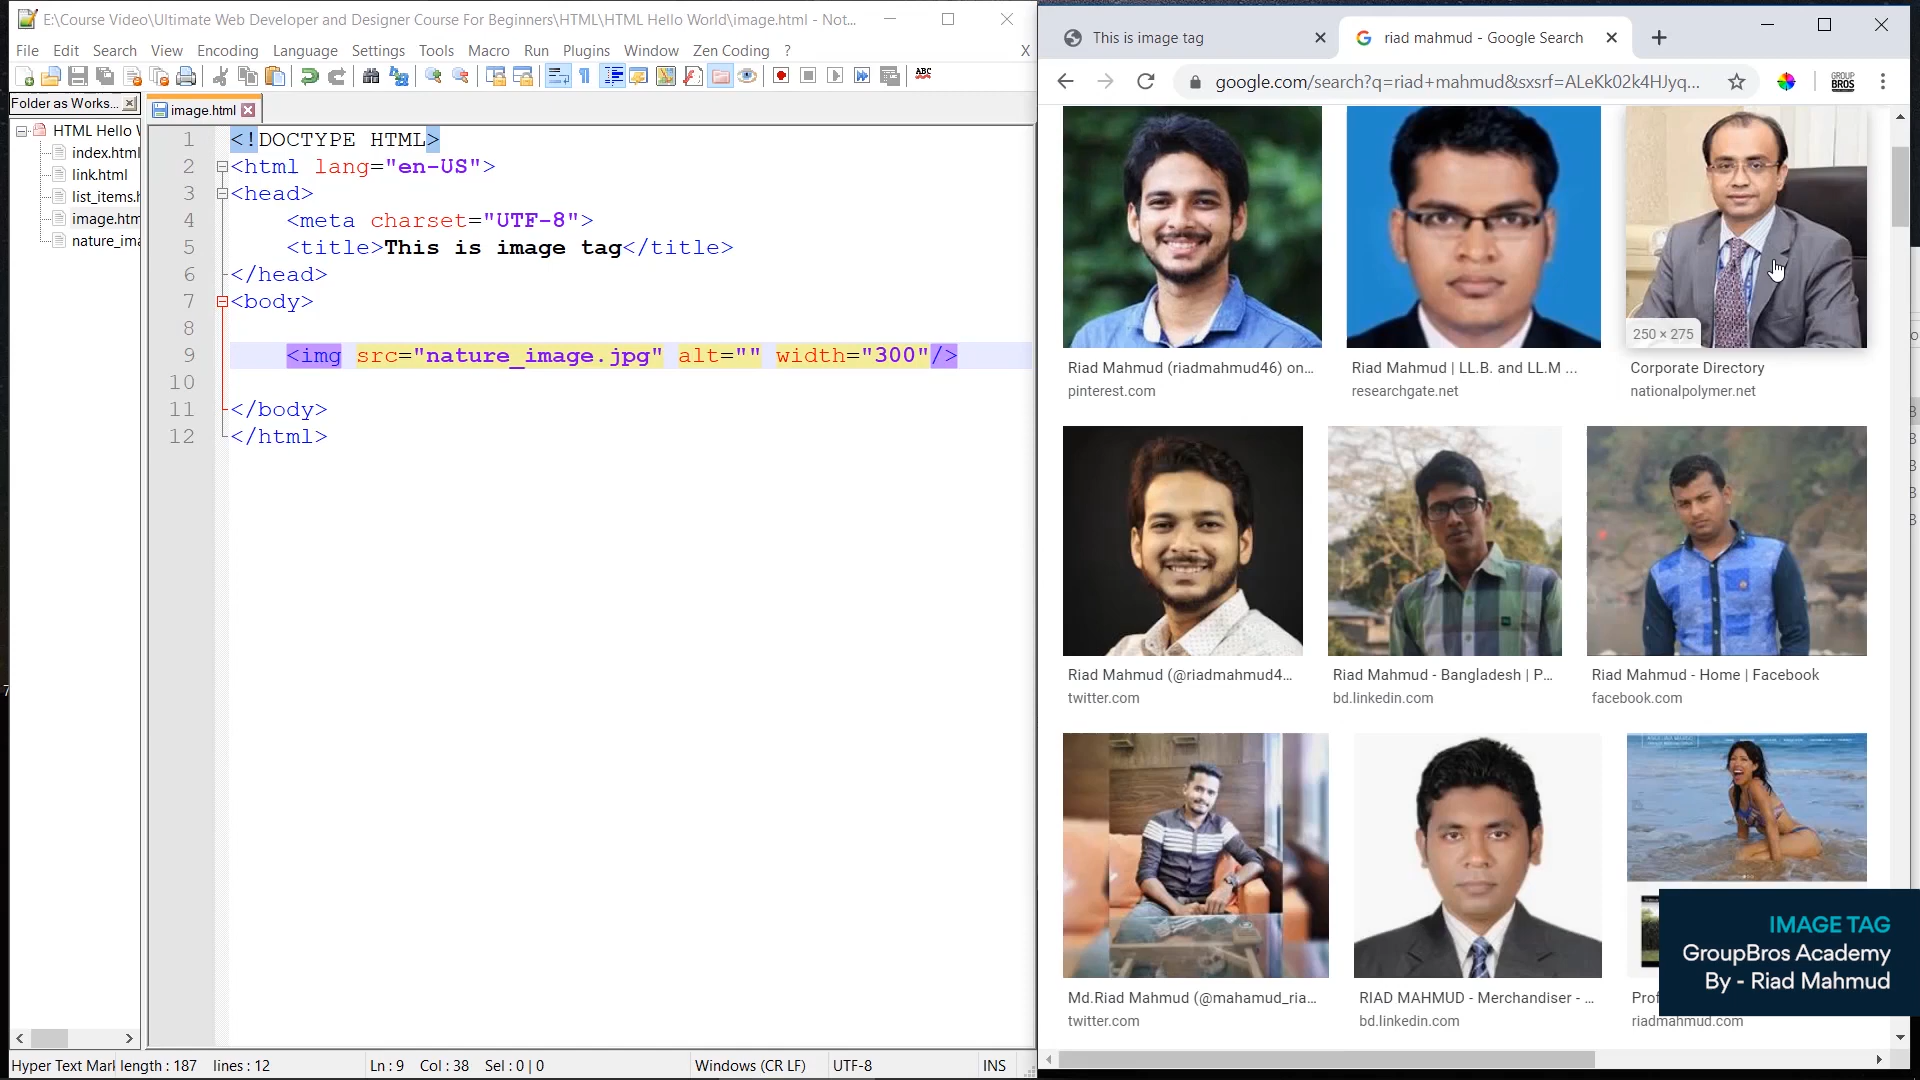 E:\Course Video\Ultimate Web Developer and Designer Course For Beginners\HTML\HTML Hello World\image.html - Not...
File Edit Search View Encoding Language Settings Tools Macro Run Plugins Window Zen Coding ? X
ABC
Folder as Works...
image.html
HTML Hello
index.html
link.html
list_items.
image.htm
nature_ima
1 <!DOCTYPE HTML>
2 <html lang="en-US">
3 <head>
4 <meta charset="UTF-8">
5 <title>This is image tag</title>
6 </head>
7 <body>
8
9 <img src="nature_image.jpg" alt="" width="300"/>
10
11 </body>
12 </html>
Hyper Text Mark length : 187 lines : 12 Ln : 9 Col : 38 Sel : 0 | 0 Windows (CR LF) UTF-8 INS
This is image tag
riad mahmud - Google Search
google.com/search?q=riad+mahmud&sxsrf=ALeKk02k4HJyq...
GROUP BROS
250 × 275
Riad Mahmud (riadmahmud46) on...
pinterest.com
Riad Mahmud | LL.B. and LL.M ...
researchgate.net
Corporate Directory
nationalpolymer.net
Riad Mahmud (@riadmahmud4...
twitter.com
Riad Mahmud - Bangladesh | P...
bd.linkedin.com
Riad Mahmud - Home | Facebook
facebook.com
Md.Riad Mahmud (@mahamud_ria...
twitter.com
RIAD MAHMUD - Merchandiser - ...
bd.linkedin.com
Prof
riadmahmud.com
IMAGE TAG
GroupBros Academy
By - Riad Mahmud